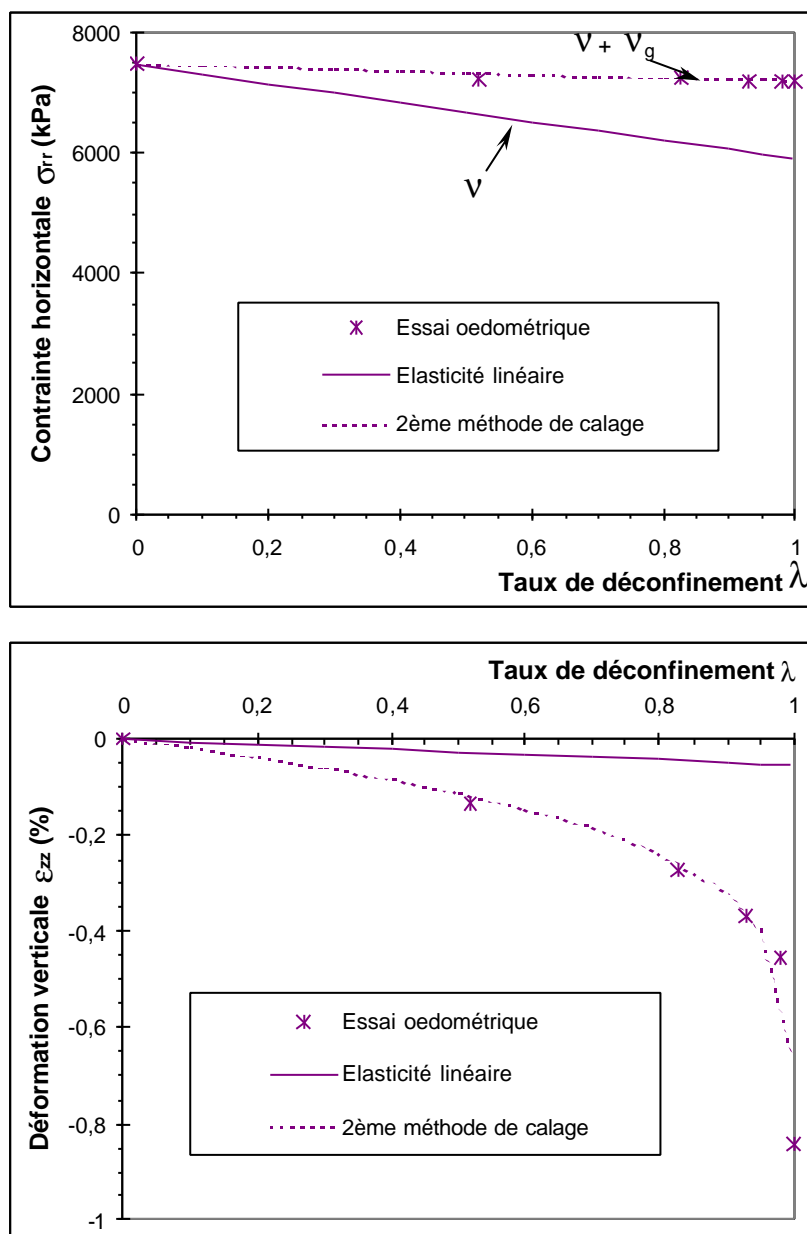 8000
6000
4000
2000
0
Contrainte horizontale σrr (kPa)
ν + νg
ν
Essai oedométrique
Elasticité linéaire
2ème méthode de calage
0 0,2 0,4 0,6 0,8 1
Taux de déconfinement λ
Taux de déconfinement λ
0 0,2 0,4 0,6 0,8 1
0
-0,2
-0,4
-0,6
-0,8
-1
Déformation verticale εzz (%)
Essai oedométrique
Elasticité linéaire
2ème méthode de calage